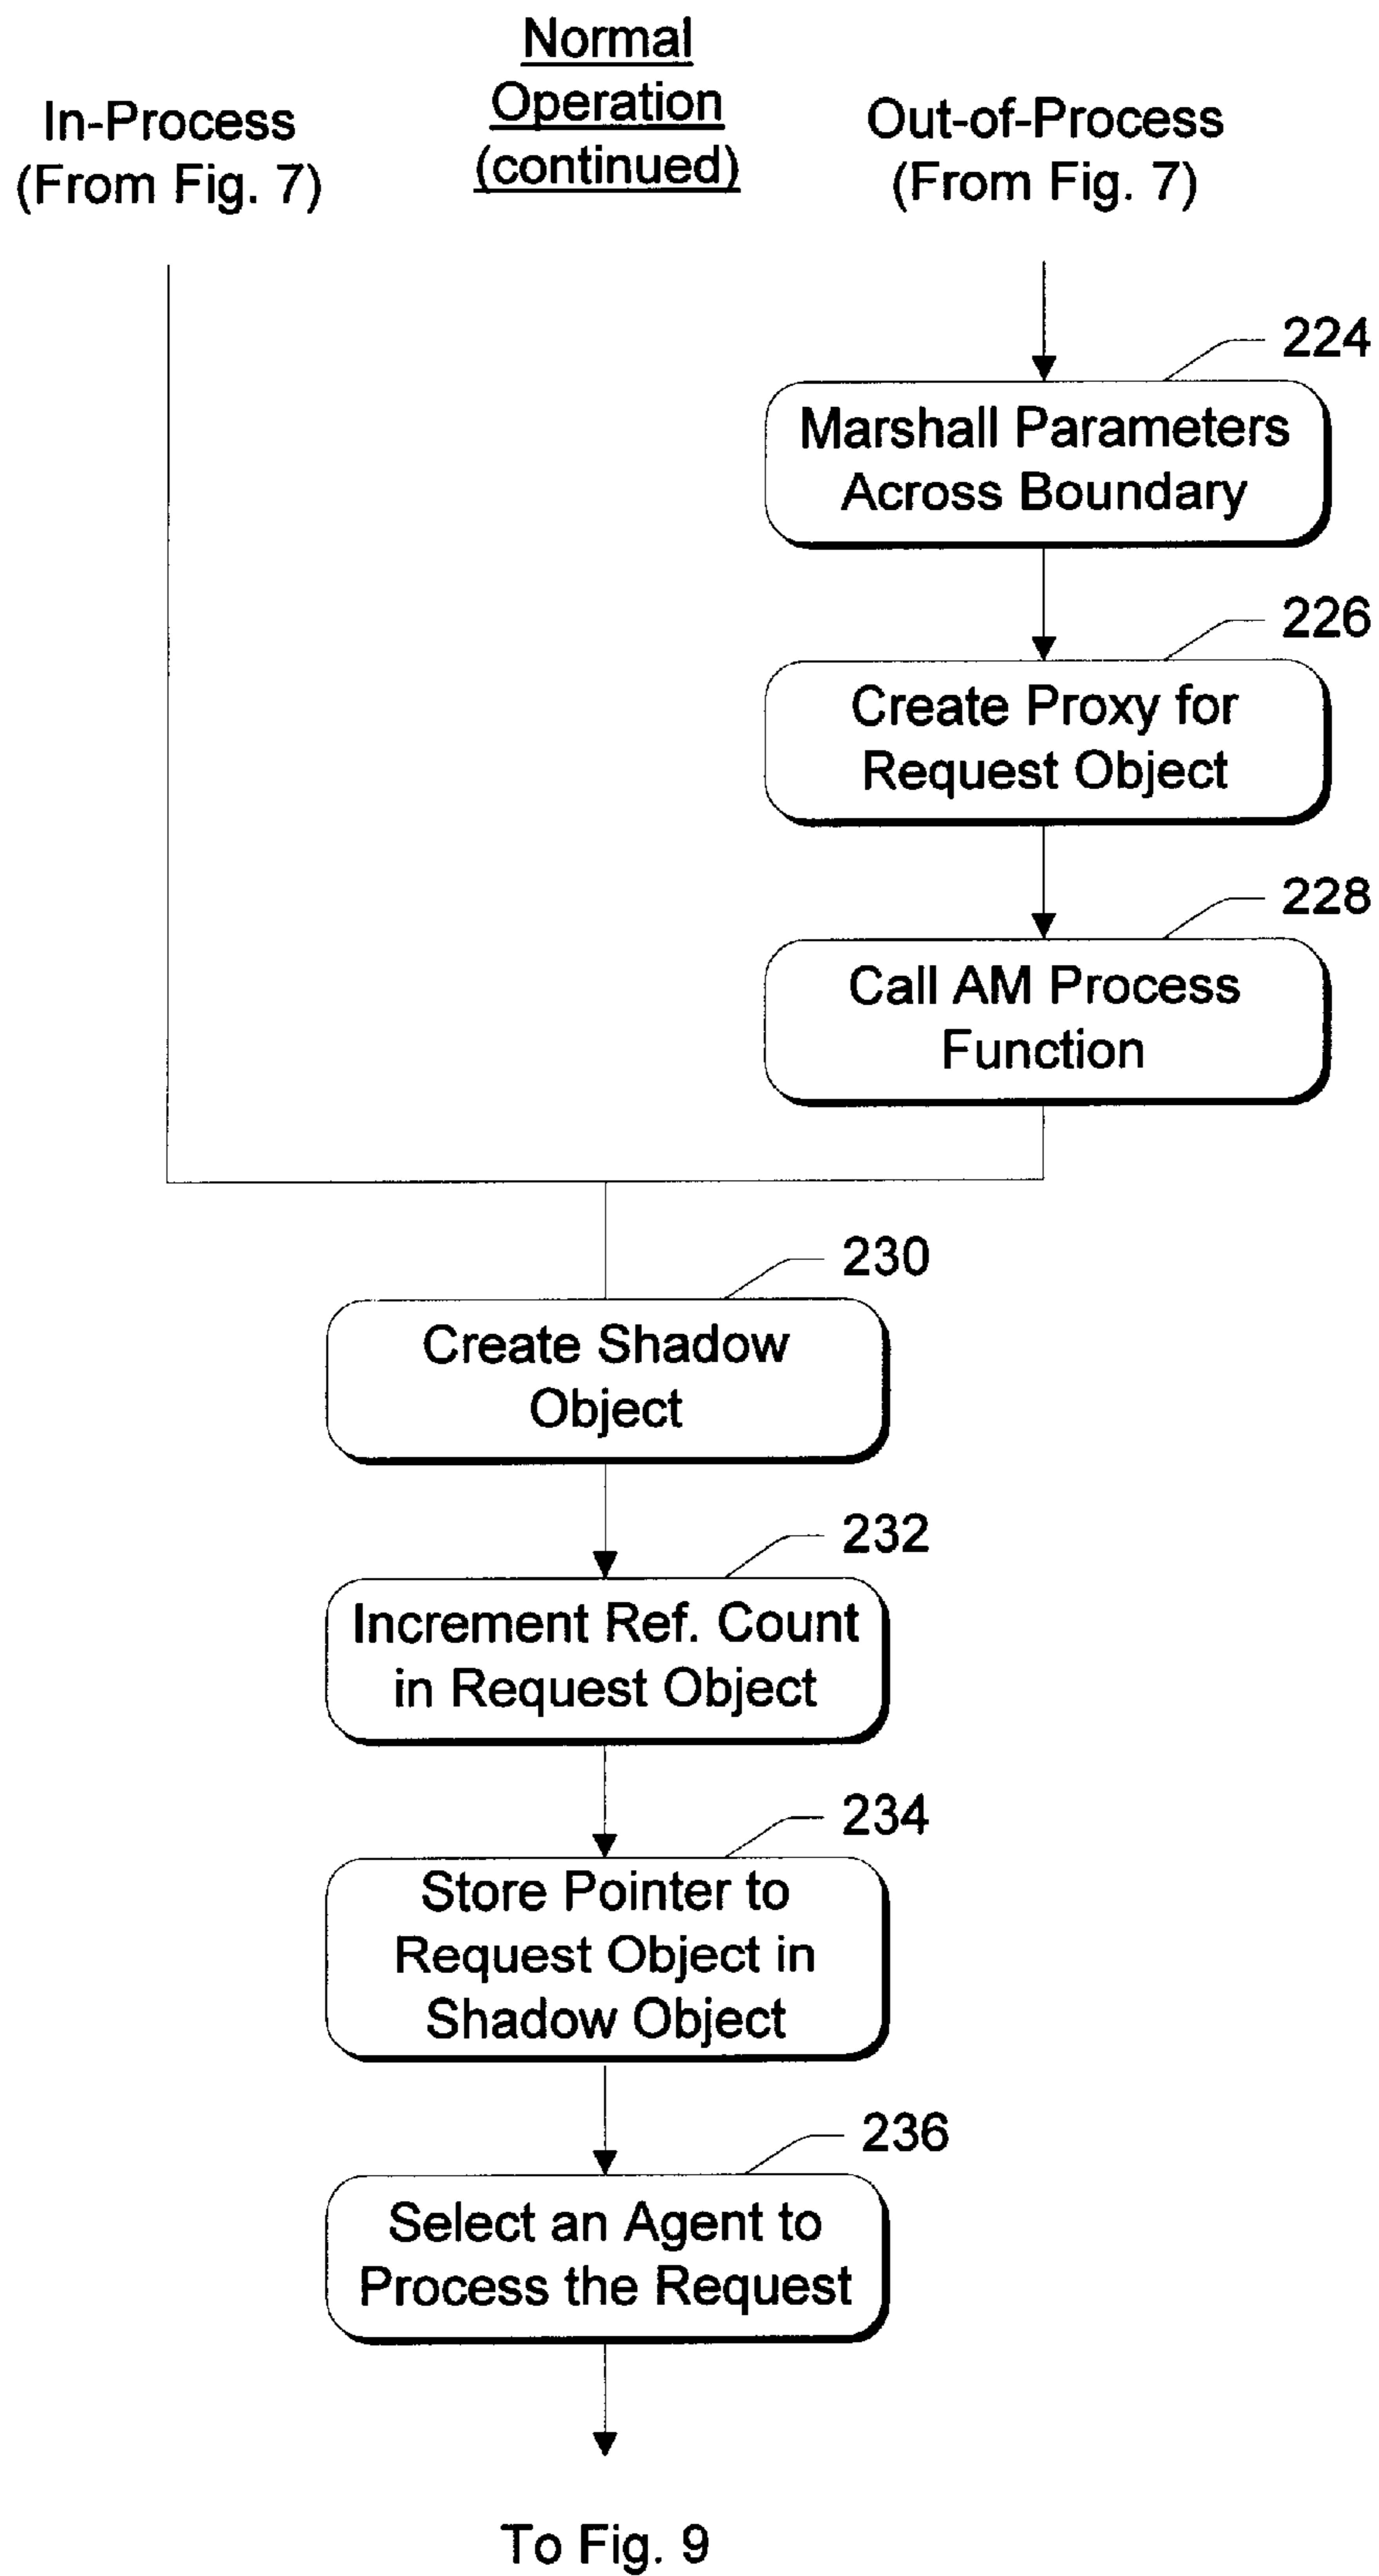 Normal
Operation
(continued)
In-Process
(From Fig. 7)
Out-of-Process
(From Fig. 7)
224
Marshall Parameters
Across Boundary
226
Create Proxy for
Request Object
228
Call AM Process
Function
230
Create Shadow
Object
232
Increment Ref. Count
in Request Object
234
Store Pointer to
Request Object in
Shadow Object
236
Select an Agent to
Process the Request
To Fig. 9